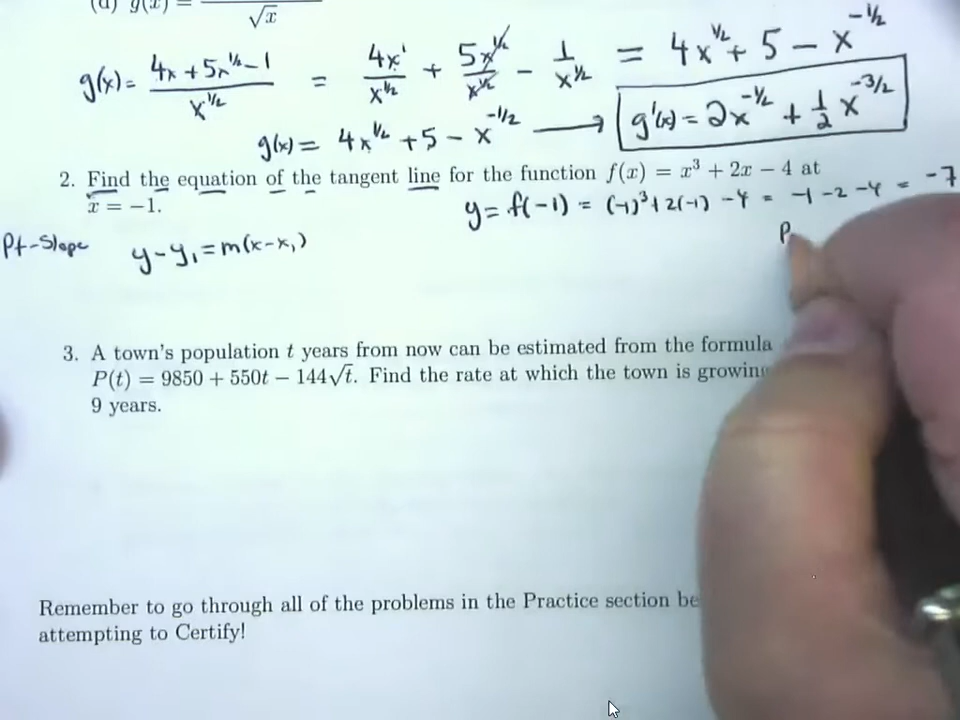 (d) g(x) = √x
g(x) = (4x + 5x^1/2 − 1)/x^1/2 = 4x^1/x^1/2 + 5x^1/2/x^1/2 − 1/x^1/2 = 4x^1/2 + 5 − x^−1/2
g(x) = 4x^1/2 + 5 − x^−1/2 → g'(x) = 2x^−1/2 + 1/2 x^−3/2
2. Find the equation of the tangent line for the function f(x) = x³ + 2x − 4 at
x = −1.
y = f(−1) = (−1)³ + 2(−1) − 4 = −1 − 2 − 4 = −7
P
Pt-Slope y − y₁ = m(x − x₁)
3. A town's population t years from now can be estimated from the formula
P(t) = 9850 + 550t − 144√t. Find the rate at which the town is growing
9 years.
Remember to go through all of the problems in the Practice section be
attempting to Certify!